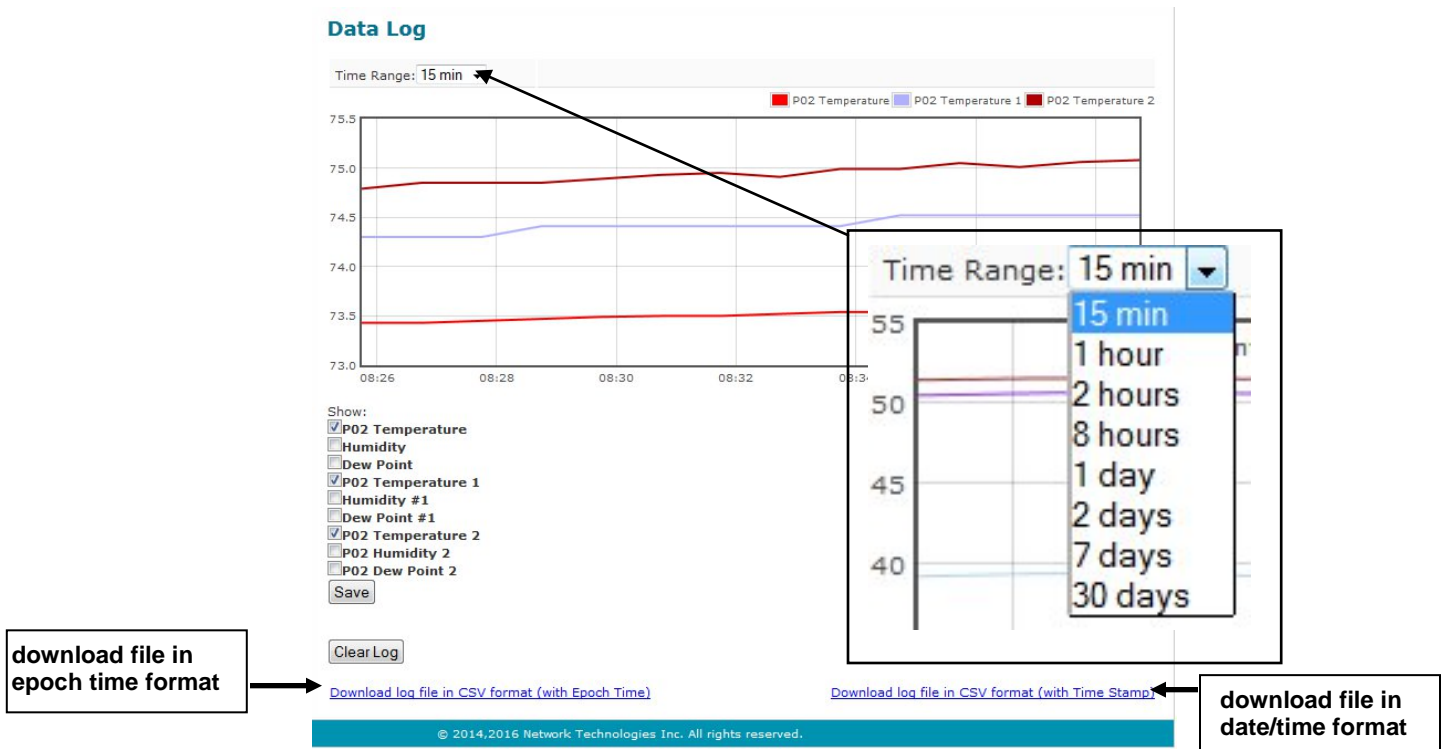 Data Log
Time Range: 15 min
P02 Temperature P02 Temperature 1 P02 Temperature 2
75.5
75.0
74.5
74.0
73.5
73.0
08:26 08:28 08:30 08:32
Time Range: 15 min
15 min
1 hour
2 hours
8 hours
1 day
2 days
7 days
30 days
55
50
45
40
Show:
P02 Temperature
Humidity
Dew Point
P02 Temperature 1
Humidity #1
Dew Point #1
P02 Temperature 2
P02 Humidity 2
P02 Dew Point 2
Save
Clear Log
download file in
epoch time format
Download log file in CSV format (with Epoch Time)
Download log file in CSV format (with Time Stamp)
download file in
date/time format
© 2014,2016 Network Technologies Inc. All rights reserved.